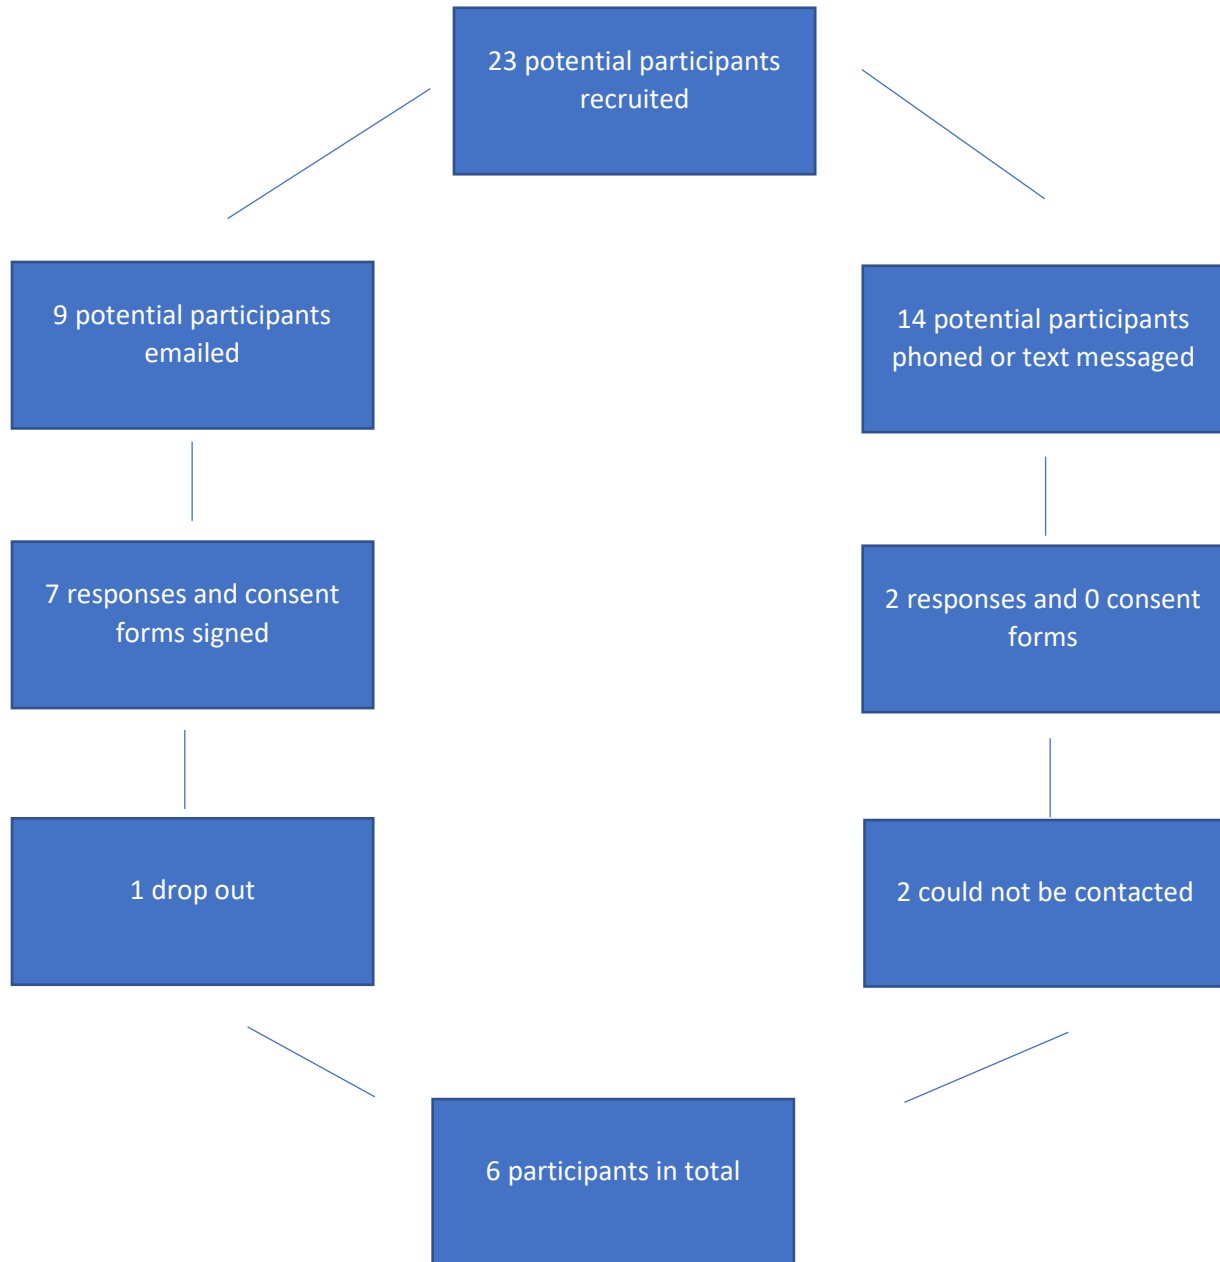 23 potential participants
recruited
9 potential participants
emailed
14 potential participants
phoned or text messaged
7 responses and consent
forms signed
2 responses and 0 consent
forms
1 drop out
2 could not be contacted
6 participants in total